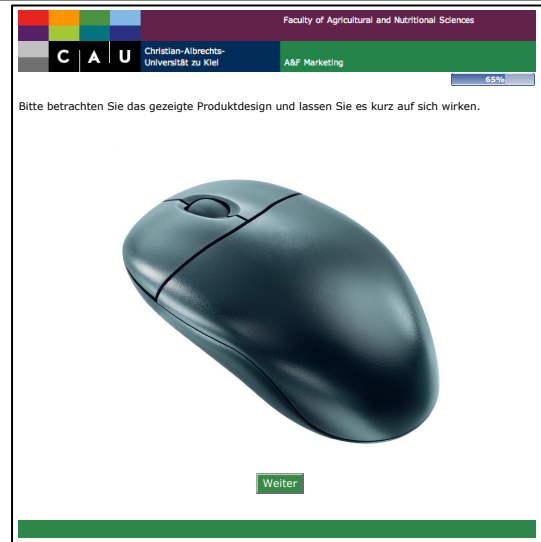 Faculty of Agricultural and Nutritional Sciences
C | A | U
Christian-Albrechts-
Universität zu Kiel
A&F Marketing
65%
Bitte betrachten Sie das gezeigte Produktdesign und lassen Sie es kurz auf sich wirken.
Weiter